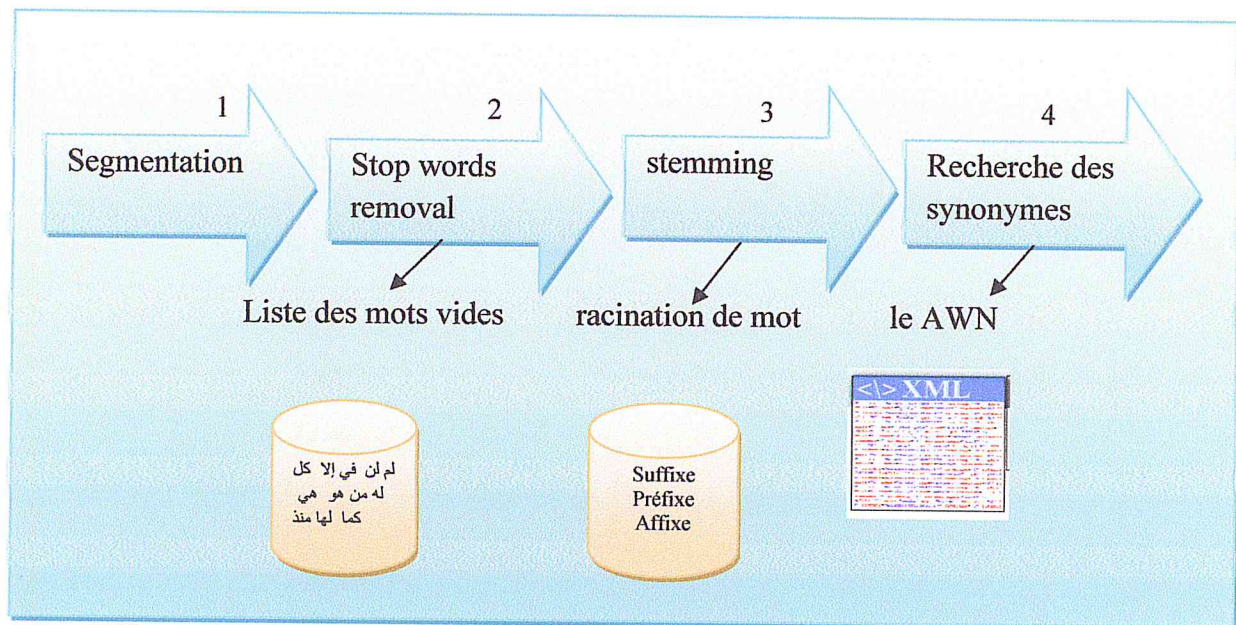 1
Segmentation
2
Stop words
removal
3
stemming
4
Recherche des
synonymes
Liste des mots vides
racination de mot
le AWN
لم لن في إلا كل
له من هو هي
كما لها منذ
Suffixe
Préfixe
Affixe
<\> XML